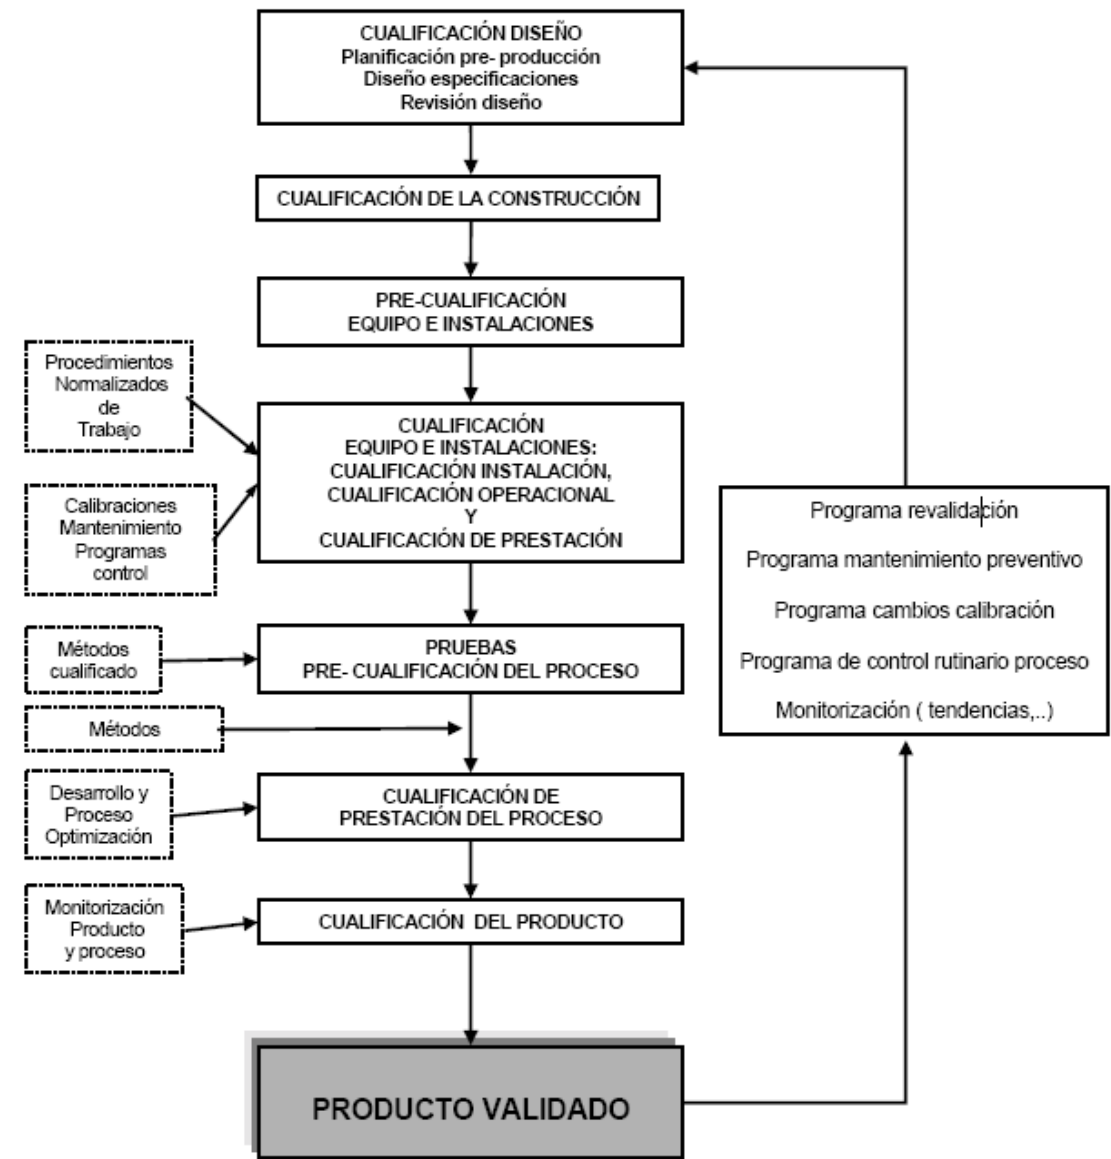 CUALIFICACIÓN DISEÑO
Planificación pre- producción
Diseño especificaciones
Revisión diseño
CUALIFICACIÓN DE LA CONSTRUCCIÓN
PRE-CUALIFICACIÓN
EQUIPO E INSTALACIONES
Procedimientos
Normalizados
de
Trabajo
CUALIFICACIÓN
EQUIPO E INSTALACIONES:
CUALIFICACIÓN INSTALACIÓN,
CUALIFICACIÓN OPERACIONAL
Y
CUALIFICACIÓN DE PRESTACIÓN
Calibraciones
Mantenimiento
Programas
control
Métodos
cualificado
PRUEBAS
PRE- CUALIFICACIÓN DEL PROCESO
Métodos
Desarrollo y
Proceso
Optimización
CUALIFICACIÓN DE
PRESTACIÓN DEL PROCESO
Monitorización
Producto
y proceso
CUALIFICACIÓN DEL PRODUCTO
PRODUCTO VALIDADO
Programa revalidación
Programa mantenimiento preventivo
Programa cambios calibración
Programa de control rutinario proceso
Monitorización ( tendencias,..)